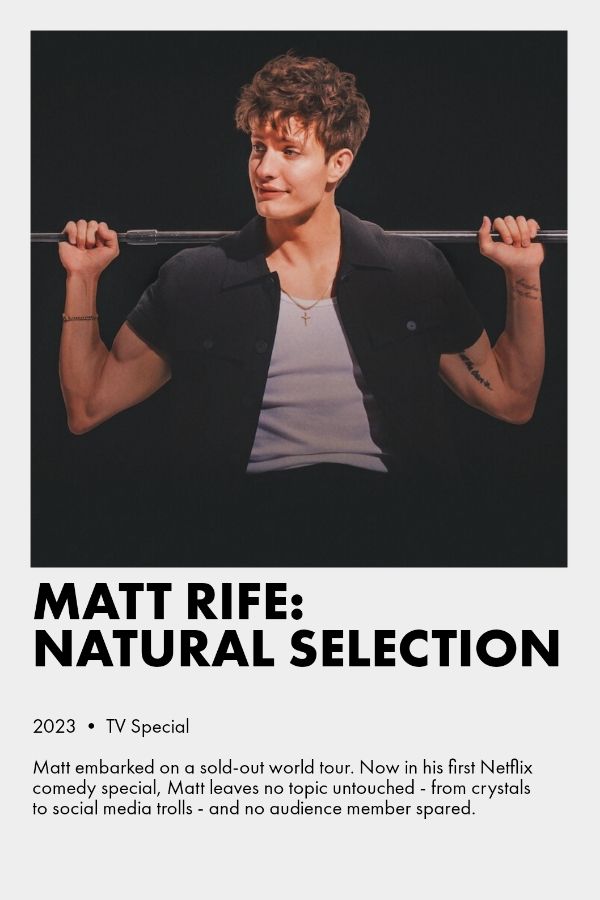 MATT RIFE:
NATURAL SELECTION
2023 • TV Special
Matt embarked on a sold-out world tour. Now in his first Netflix
comedy special, Matt leaves no topic untouched - from crystals
to social media trolls - and no audience member spared.